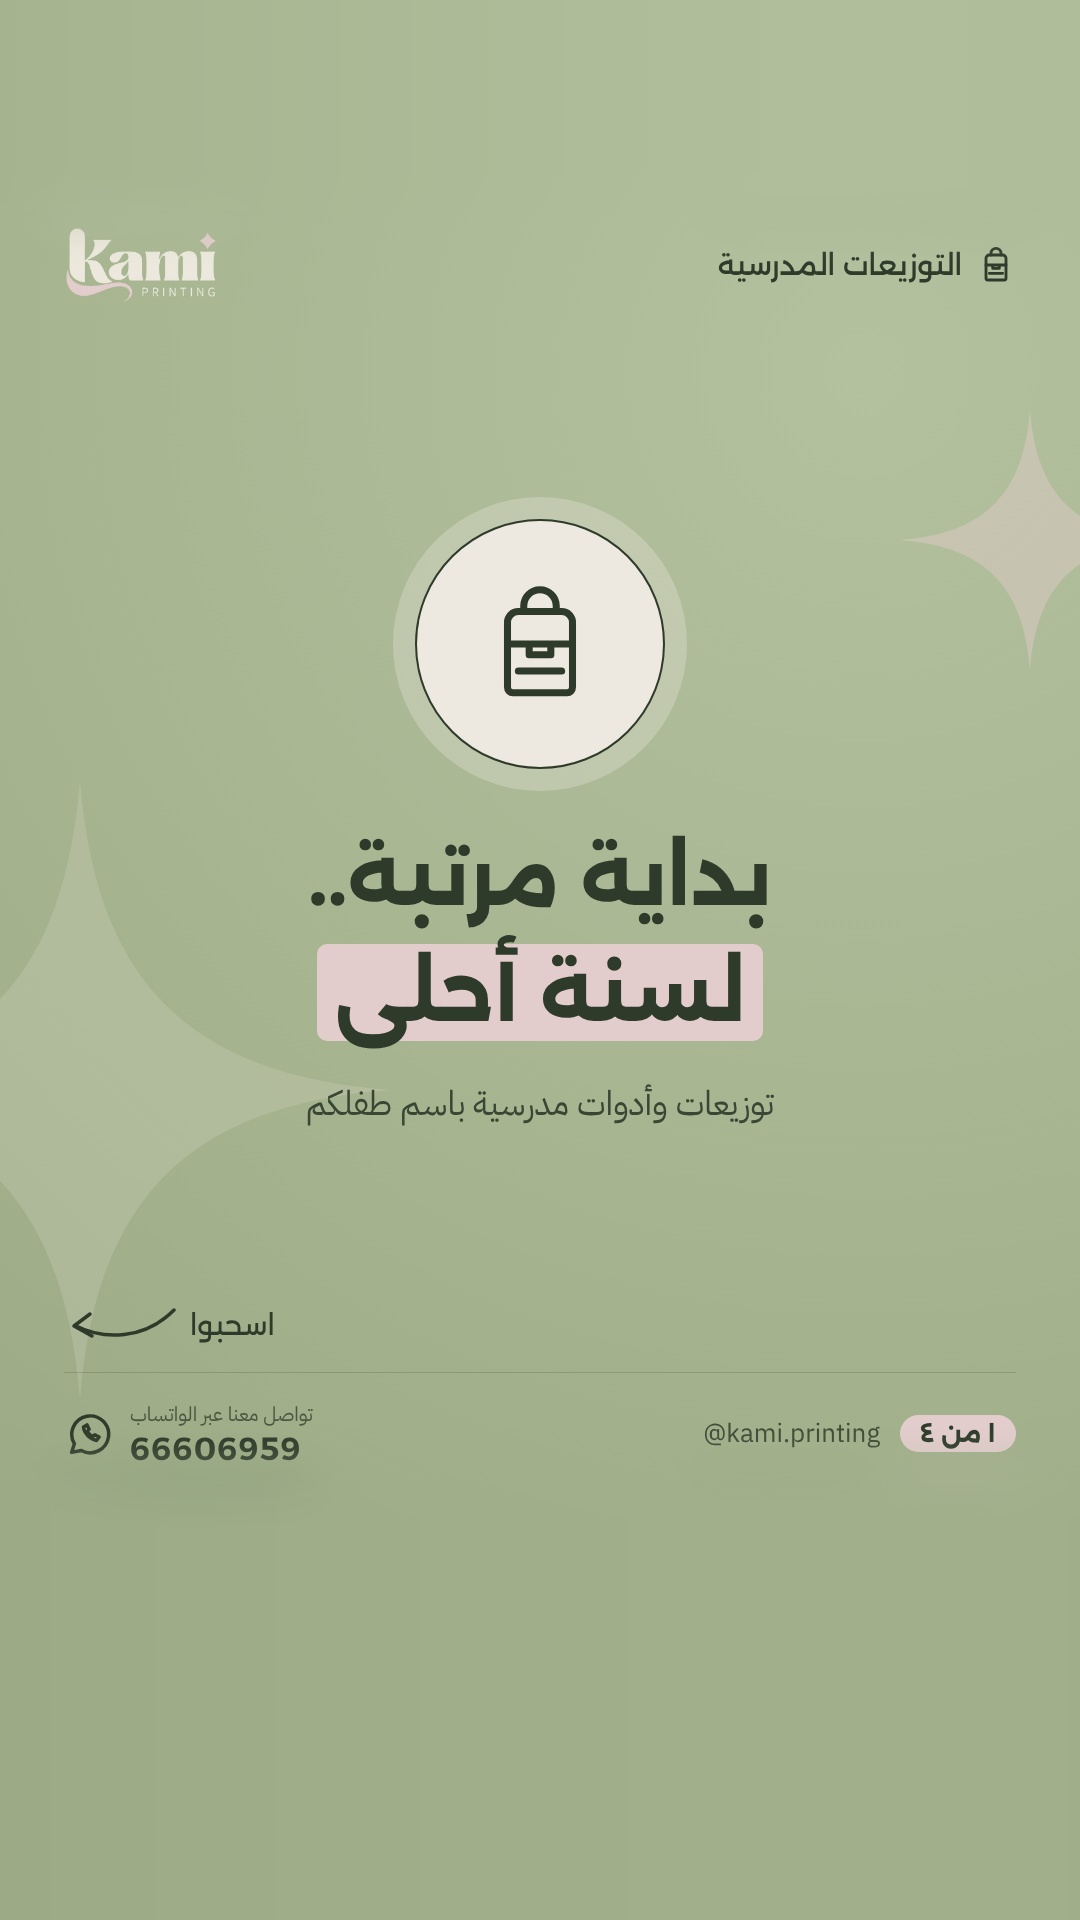 التوزيعات المدرسية
Kami
PRINTING
بداية مرتبة..
لسنة أحلى
توزيعات وأدوات مدرسية باسم طفلكم
اسحبوا
١ من ٤
@kami.printing
تواصل معنا عبر الواتساب
66606959